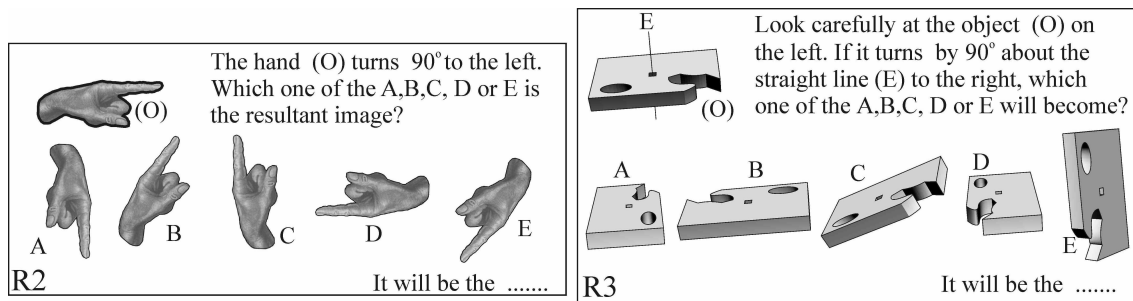 The hand (O) turns 90° to the left.
Which one of the A,B,C, D or E is
the resultant image?
(O)
A
B
C
D
E
R2
It will be the .......
E
Look carefully at the object (O) on
the left. If it turns by 90° about the
straight line (E) to the right, which
one of the A,B,C, D or E will become?
(O)
A
B
C
D
E
R3
It will be the .......